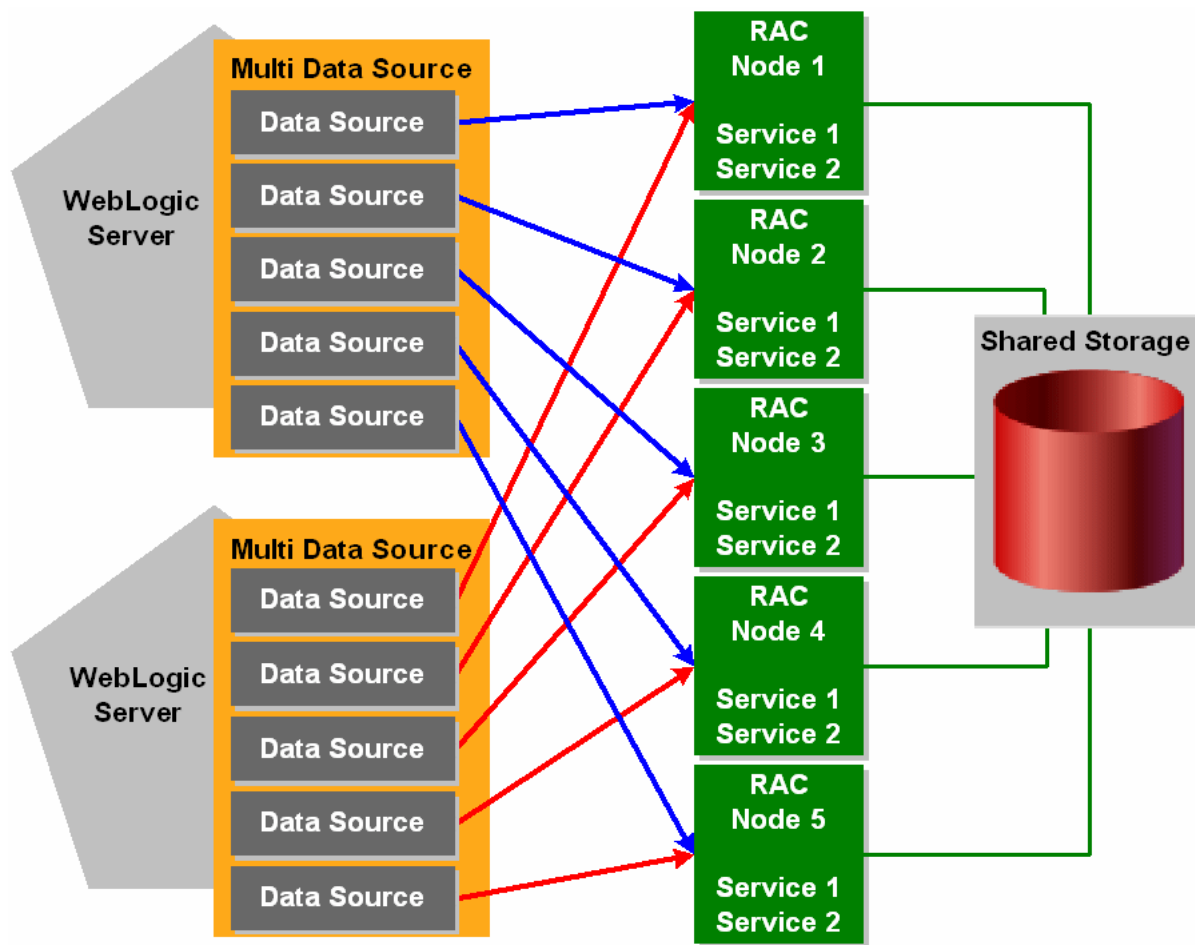 WebLogic
Server
Multi Data Source
Data Source
Data Source
Data Source
Data Source
Data Source
WebLogic
Server
Multi Data Source
Data Source
Data Source
Data Source
Data Source
Data Source
RAC
Node 1
Service 1
Service 2
RAC
Node 2
Service 1
Service 2
RAC
Node 3
Service 1
Service 2
RAC
Node 4
Service 1
Service 2
RAC
Node 5
Service 1
Service 2
Shared Storage